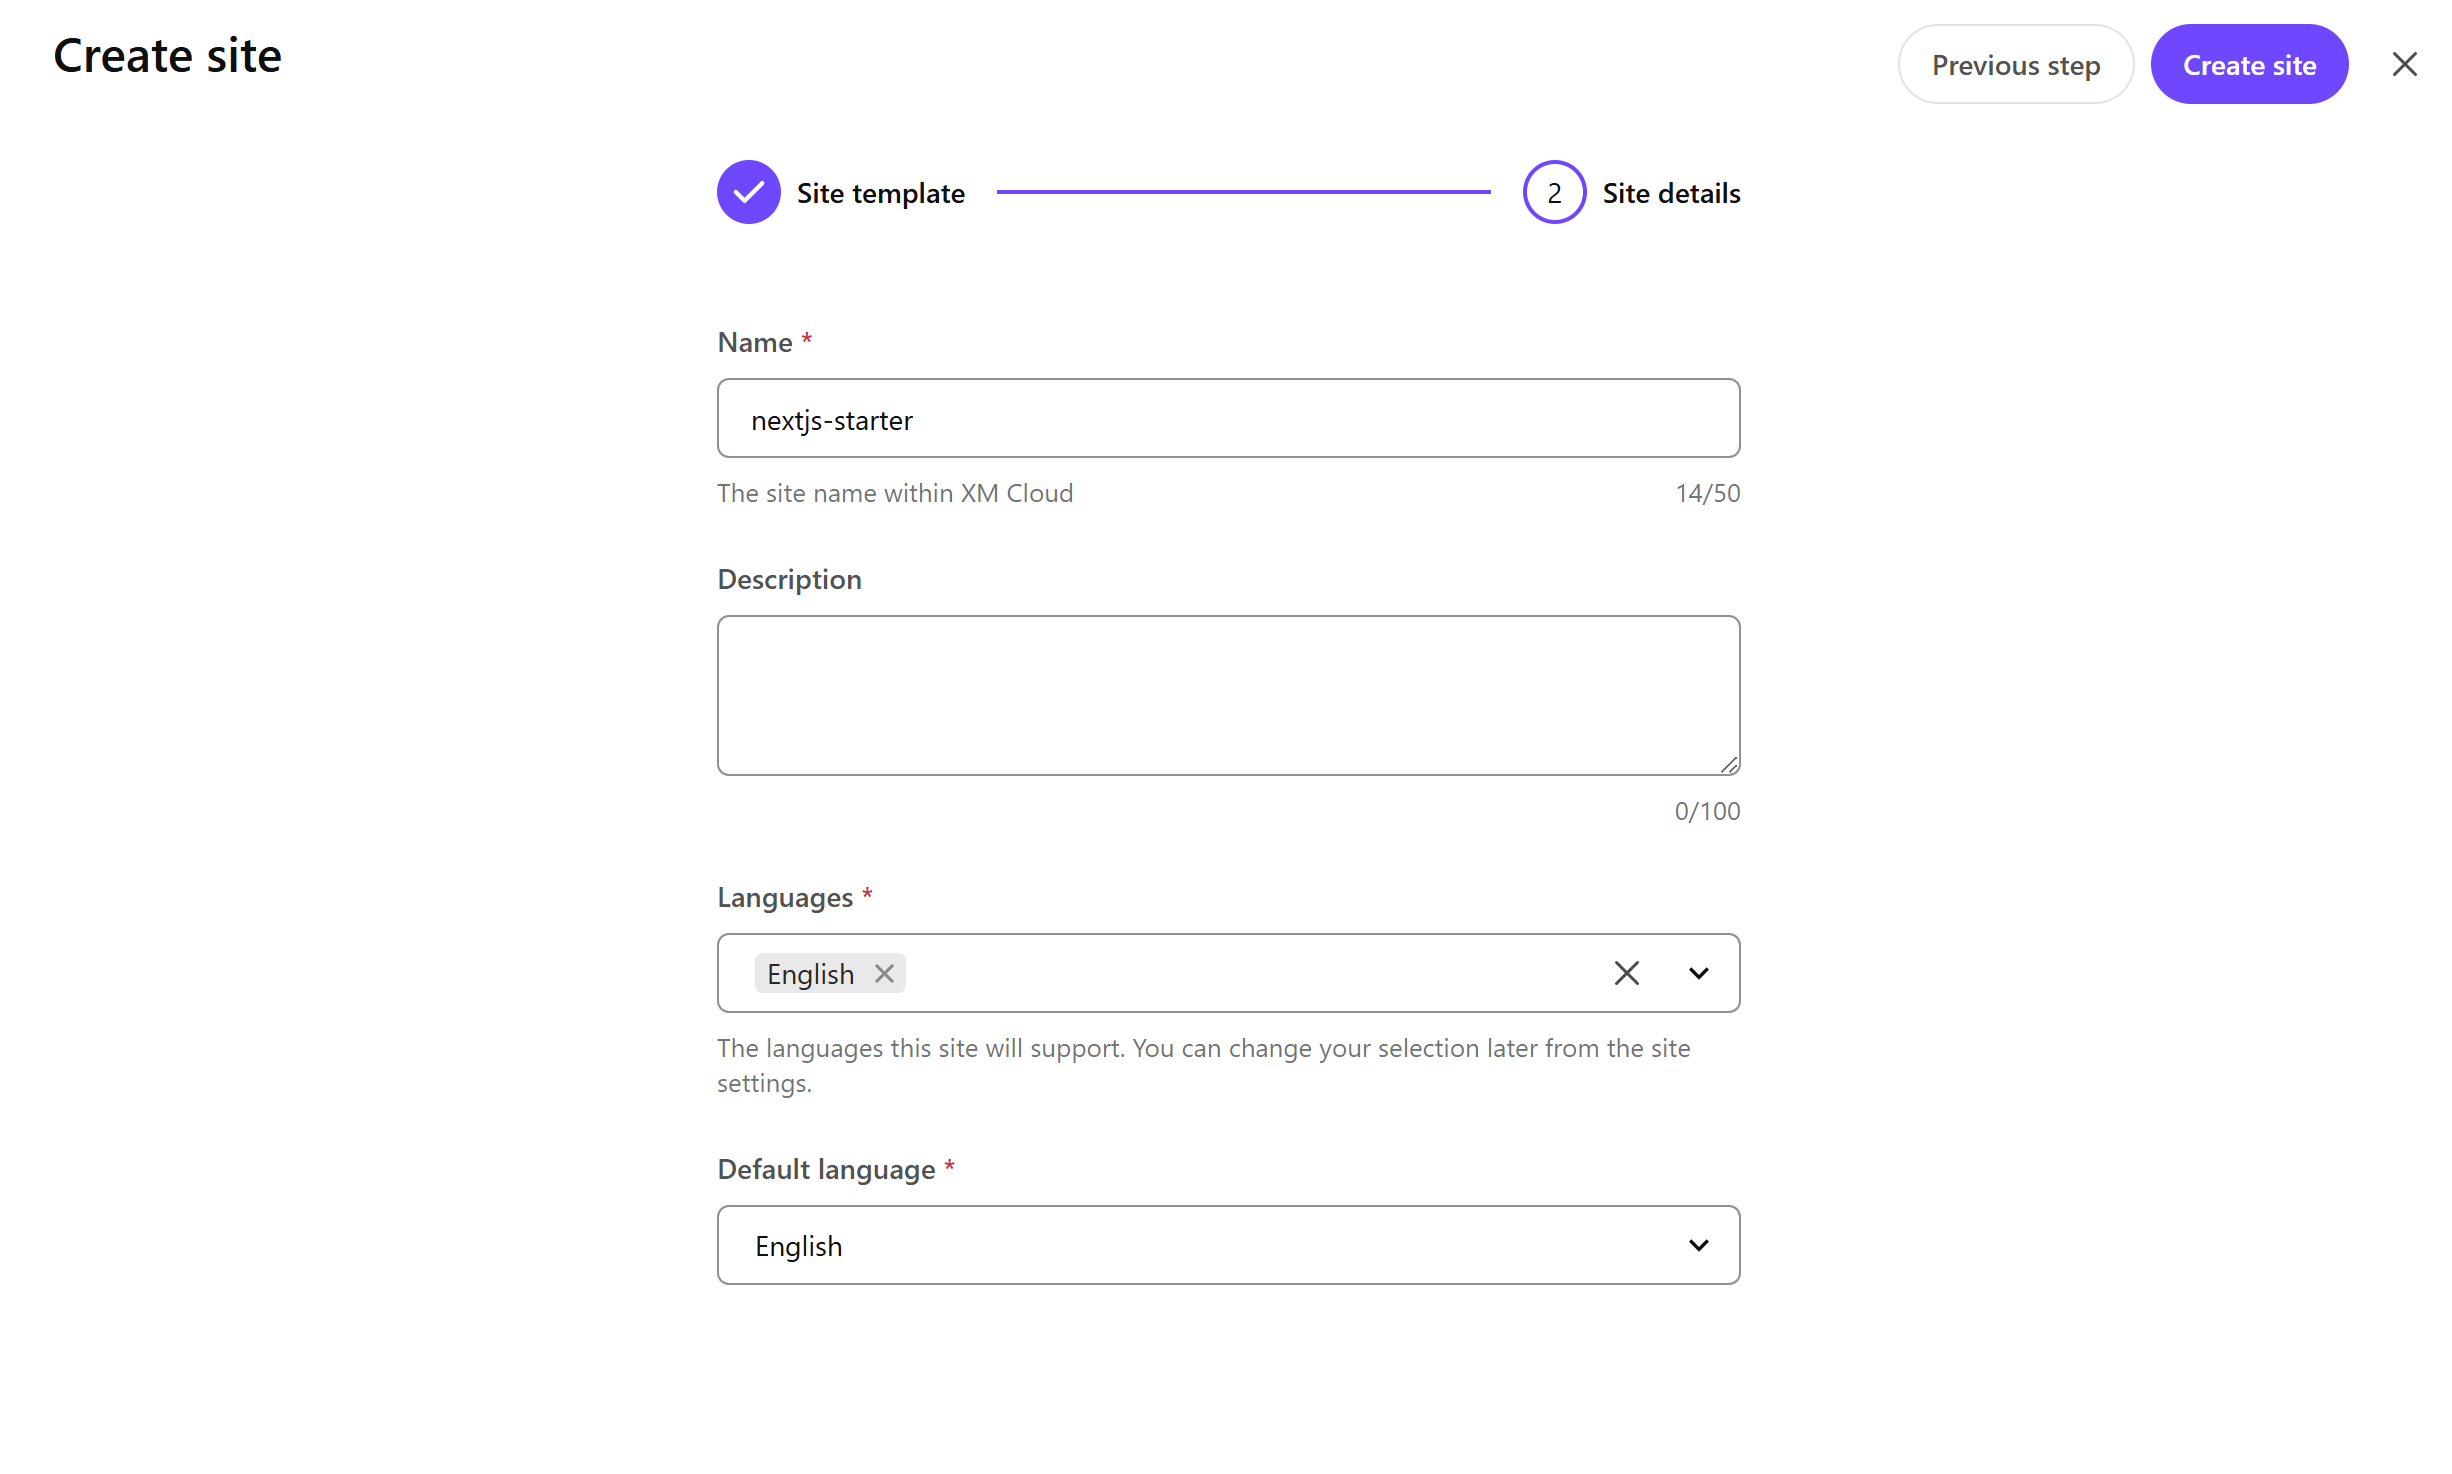 Create site
Previous step
Create site
Site template
2
Site details
Name *
nextjs-starter
The site name within XM Cloud
14/50
Description
0/100
Languages *
English
The languages this site will support. You can change your selection later from the site
settings.
Default language *
English